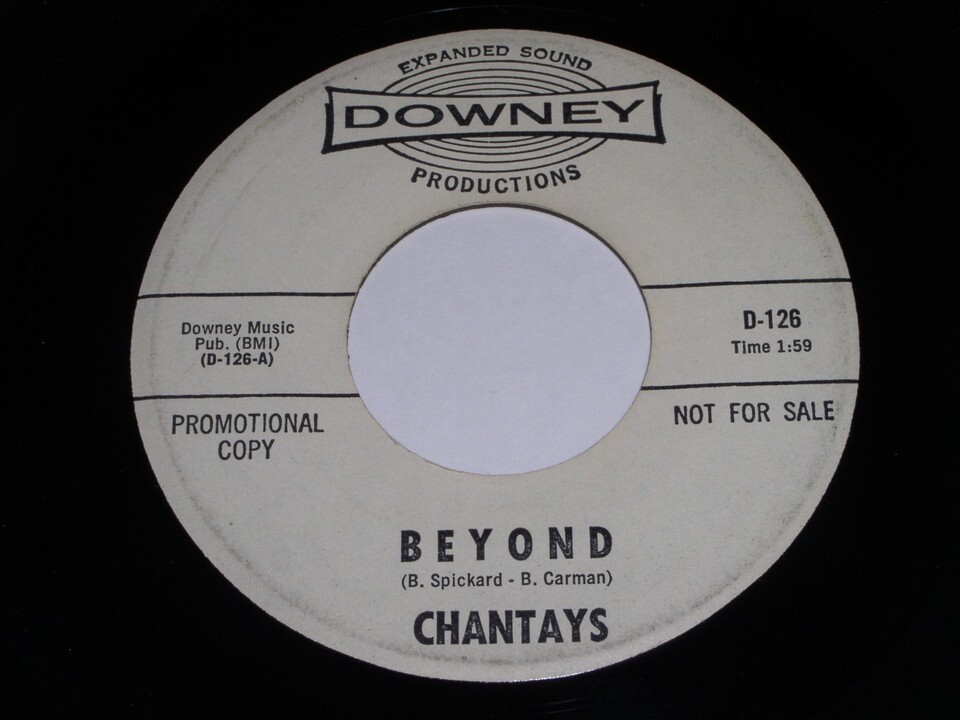 EXPANDED SOUND
DOWNEY
PRODUCTIONS
Downey Music
Pub. (BMI)
(D-126-A)
D-126
Time 1:59
PROMOTIONAL
COPY
NOT FOR SALE
BEYOND
(B. Spickard - B. Carman)
CHANTAYS